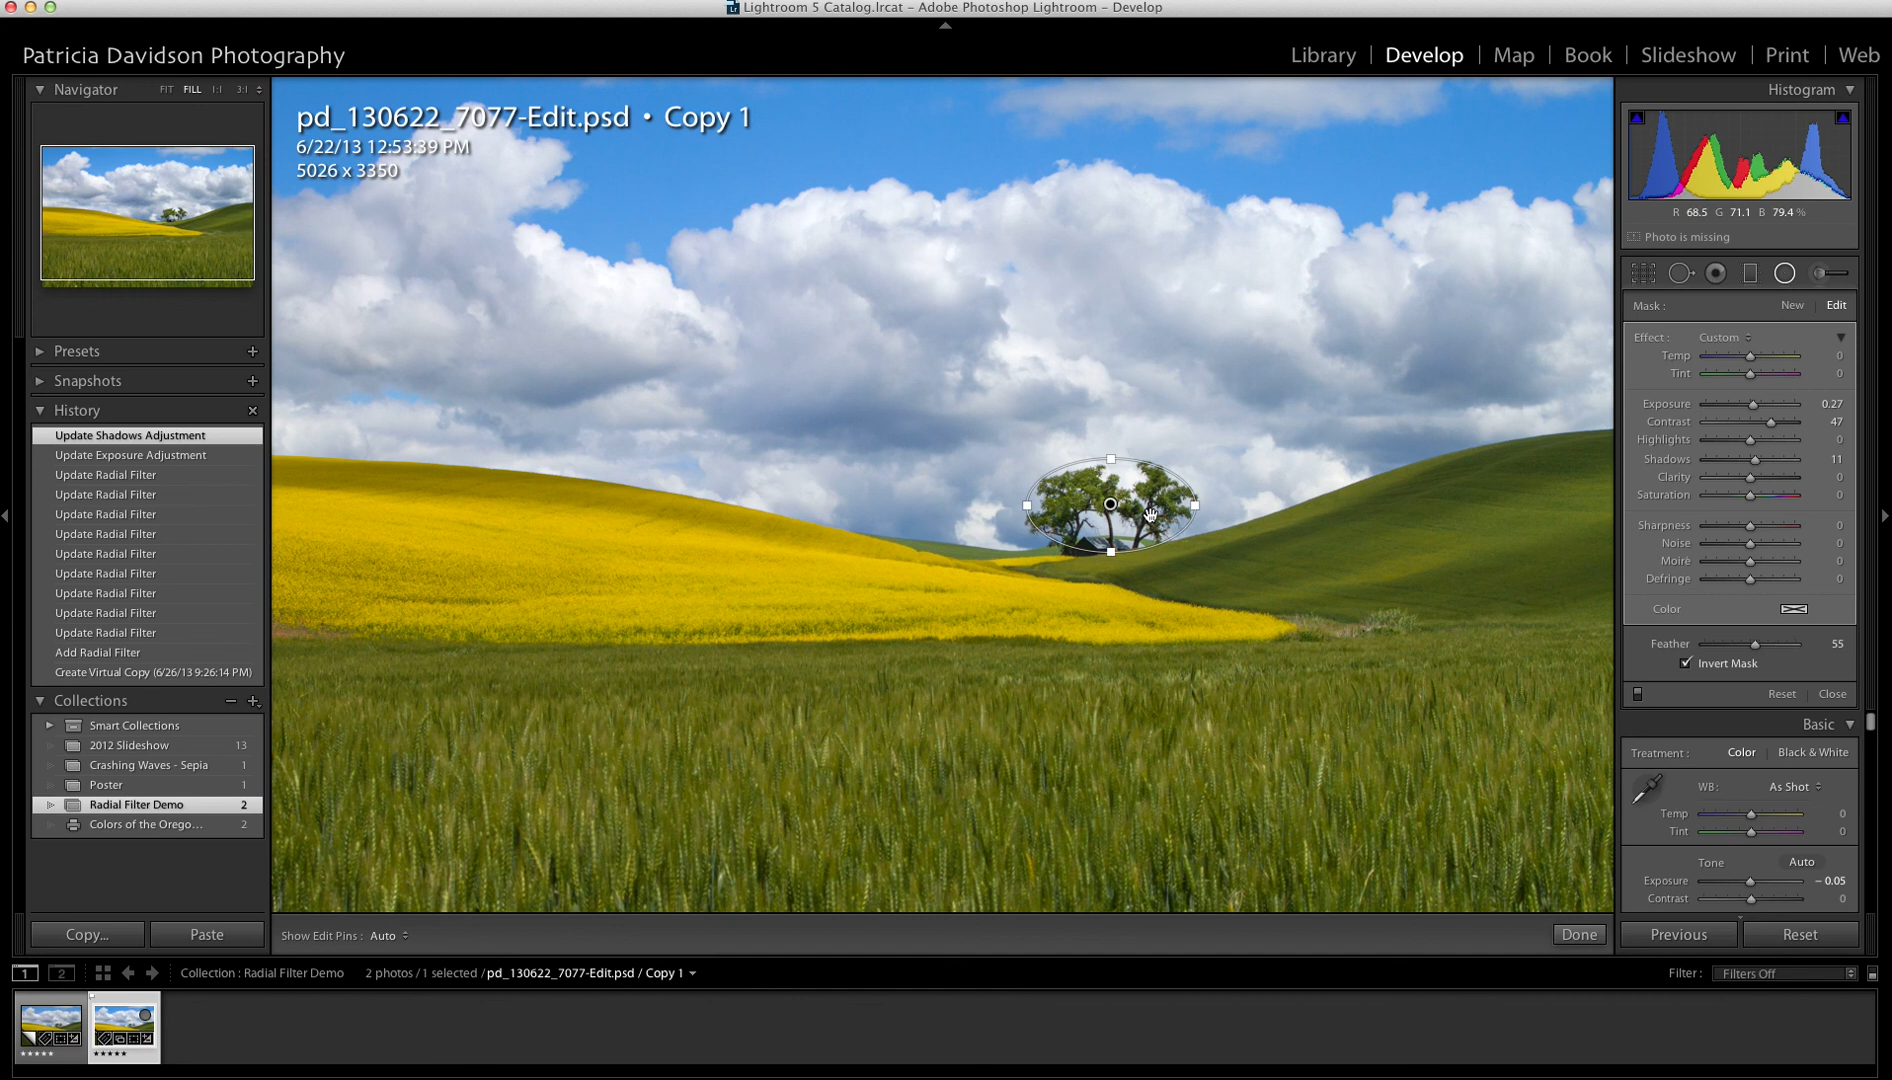 Lightroom 5 Catalog.lrcat – Adobe Photoshop Lightroom – Develop
Patricia Davidson Photography
Library | Develop | Map | Book | Slideshow | Print | Web
Navigator FIT FILL 1:1 3:1
Presets
Snapshots
History
Update Shadows Adjustment
Update Exposure Adjustment
Update Radial Filter
Update Radial Filter
Update Radial Filter
Update Radial Filter
Update Radial Filter
Update Radial Filter
Update Radial Filter
Update Radial Filter
Update Radial Filter
Add Radial Filter
Create Virtual Copy (6/26/13 9:26:14 PM)
Collections
Smart Collections
2012 Slideshow 13
Crashing Waves - Sepia 1
Poster 1
Radial Filter Demo 2
Colors of the Orego... 2
Copy... Paste
pd_130622_7077-Edit.psd • Copy 1
6/22/13 12:53:39 PM
5026 x 3350
Show Edit Pins : Auto
Done
Histogram
R 68.5 G 71.1 B 79.4 %
Photo is missing
Mask : New Edit
Effect : Custom
Temp 0
Tint 0
Exposure 0.27
Contrast 47
Highlights 0
Shadows 11
Clarity 0
Saturation 0
Sharpness 0
Noise 0
Moirè 0
Defringe 0
Color
Feather 55
Invert Mask
Reset Close
Basic
Treatment : Color | Black & White
WB : As Shot
Temp 0
Tint 0
Tone Auto
Exposure – 0.05
Contrast 0
Previous Reset
1 2 Collection : Radial Filter Demo 2 photos / 1 selected / pd_130622_7077-Edit.psd / Copy 1
Filter : Filters Off